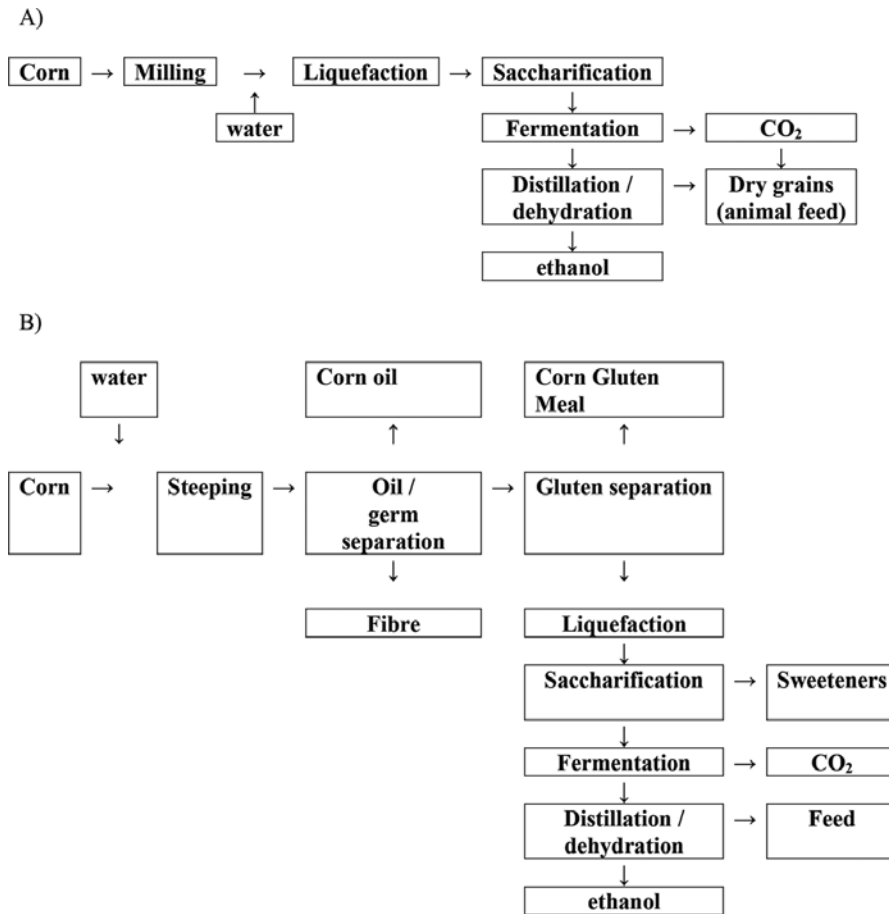 A)
Corn → Milling → Liquefaction → Saccharification
↑ ↓
water Fermentation → CO₂
↓ ↓
Distillation / → Dry grains
dehydration (animal feed)
↓
ethanol
B)
water Corn oil Corn Gluten
Meal
↓ ↑ ↑
Corn → Steeping → Oil / → Gluten separation
germ
separation
↓ ↓
Fibre Liquefaction
↓
Saccharification → Sweeteners
↓
Fermentation → CO₂
↓
Distillation / → Feed
dehydration
↓
ethanol